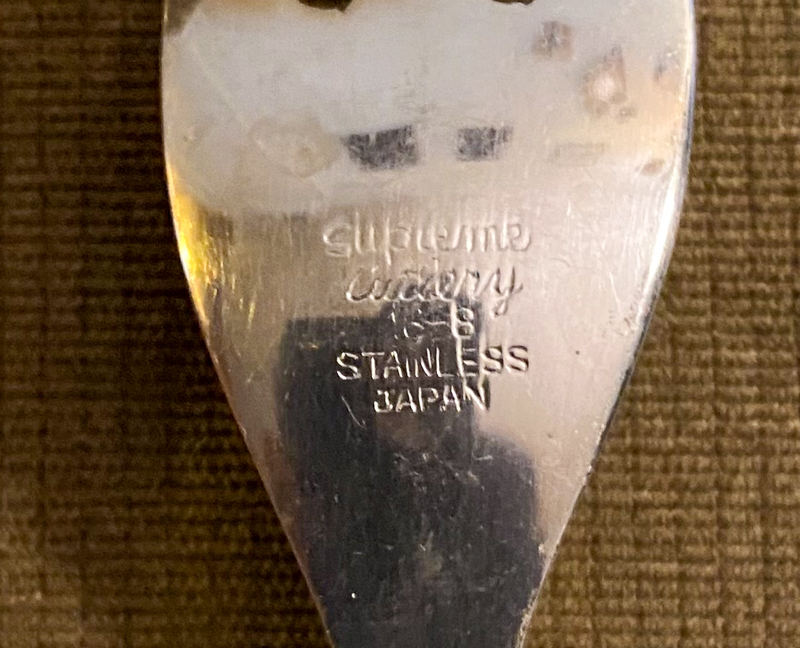 Supreme
cutlery
18-8
STAINLESS
JAPAN